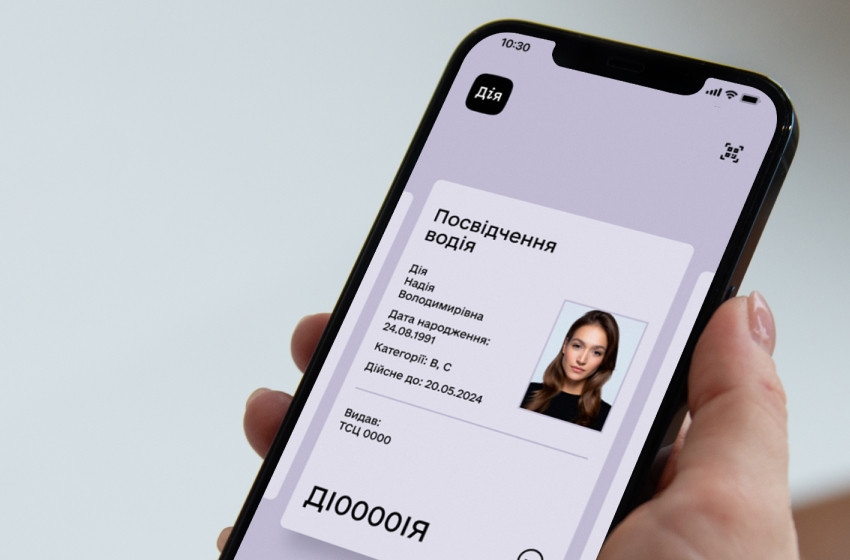 10:30
Дія
Посвідчення
водія
Дія
Надія
Володимирівна
Дата народження:
24.08.1991
Категорії: B, C
Дійсне до: 20.05.2024
Видав:
ТСЦ 0000
ДІ0000ІЯ